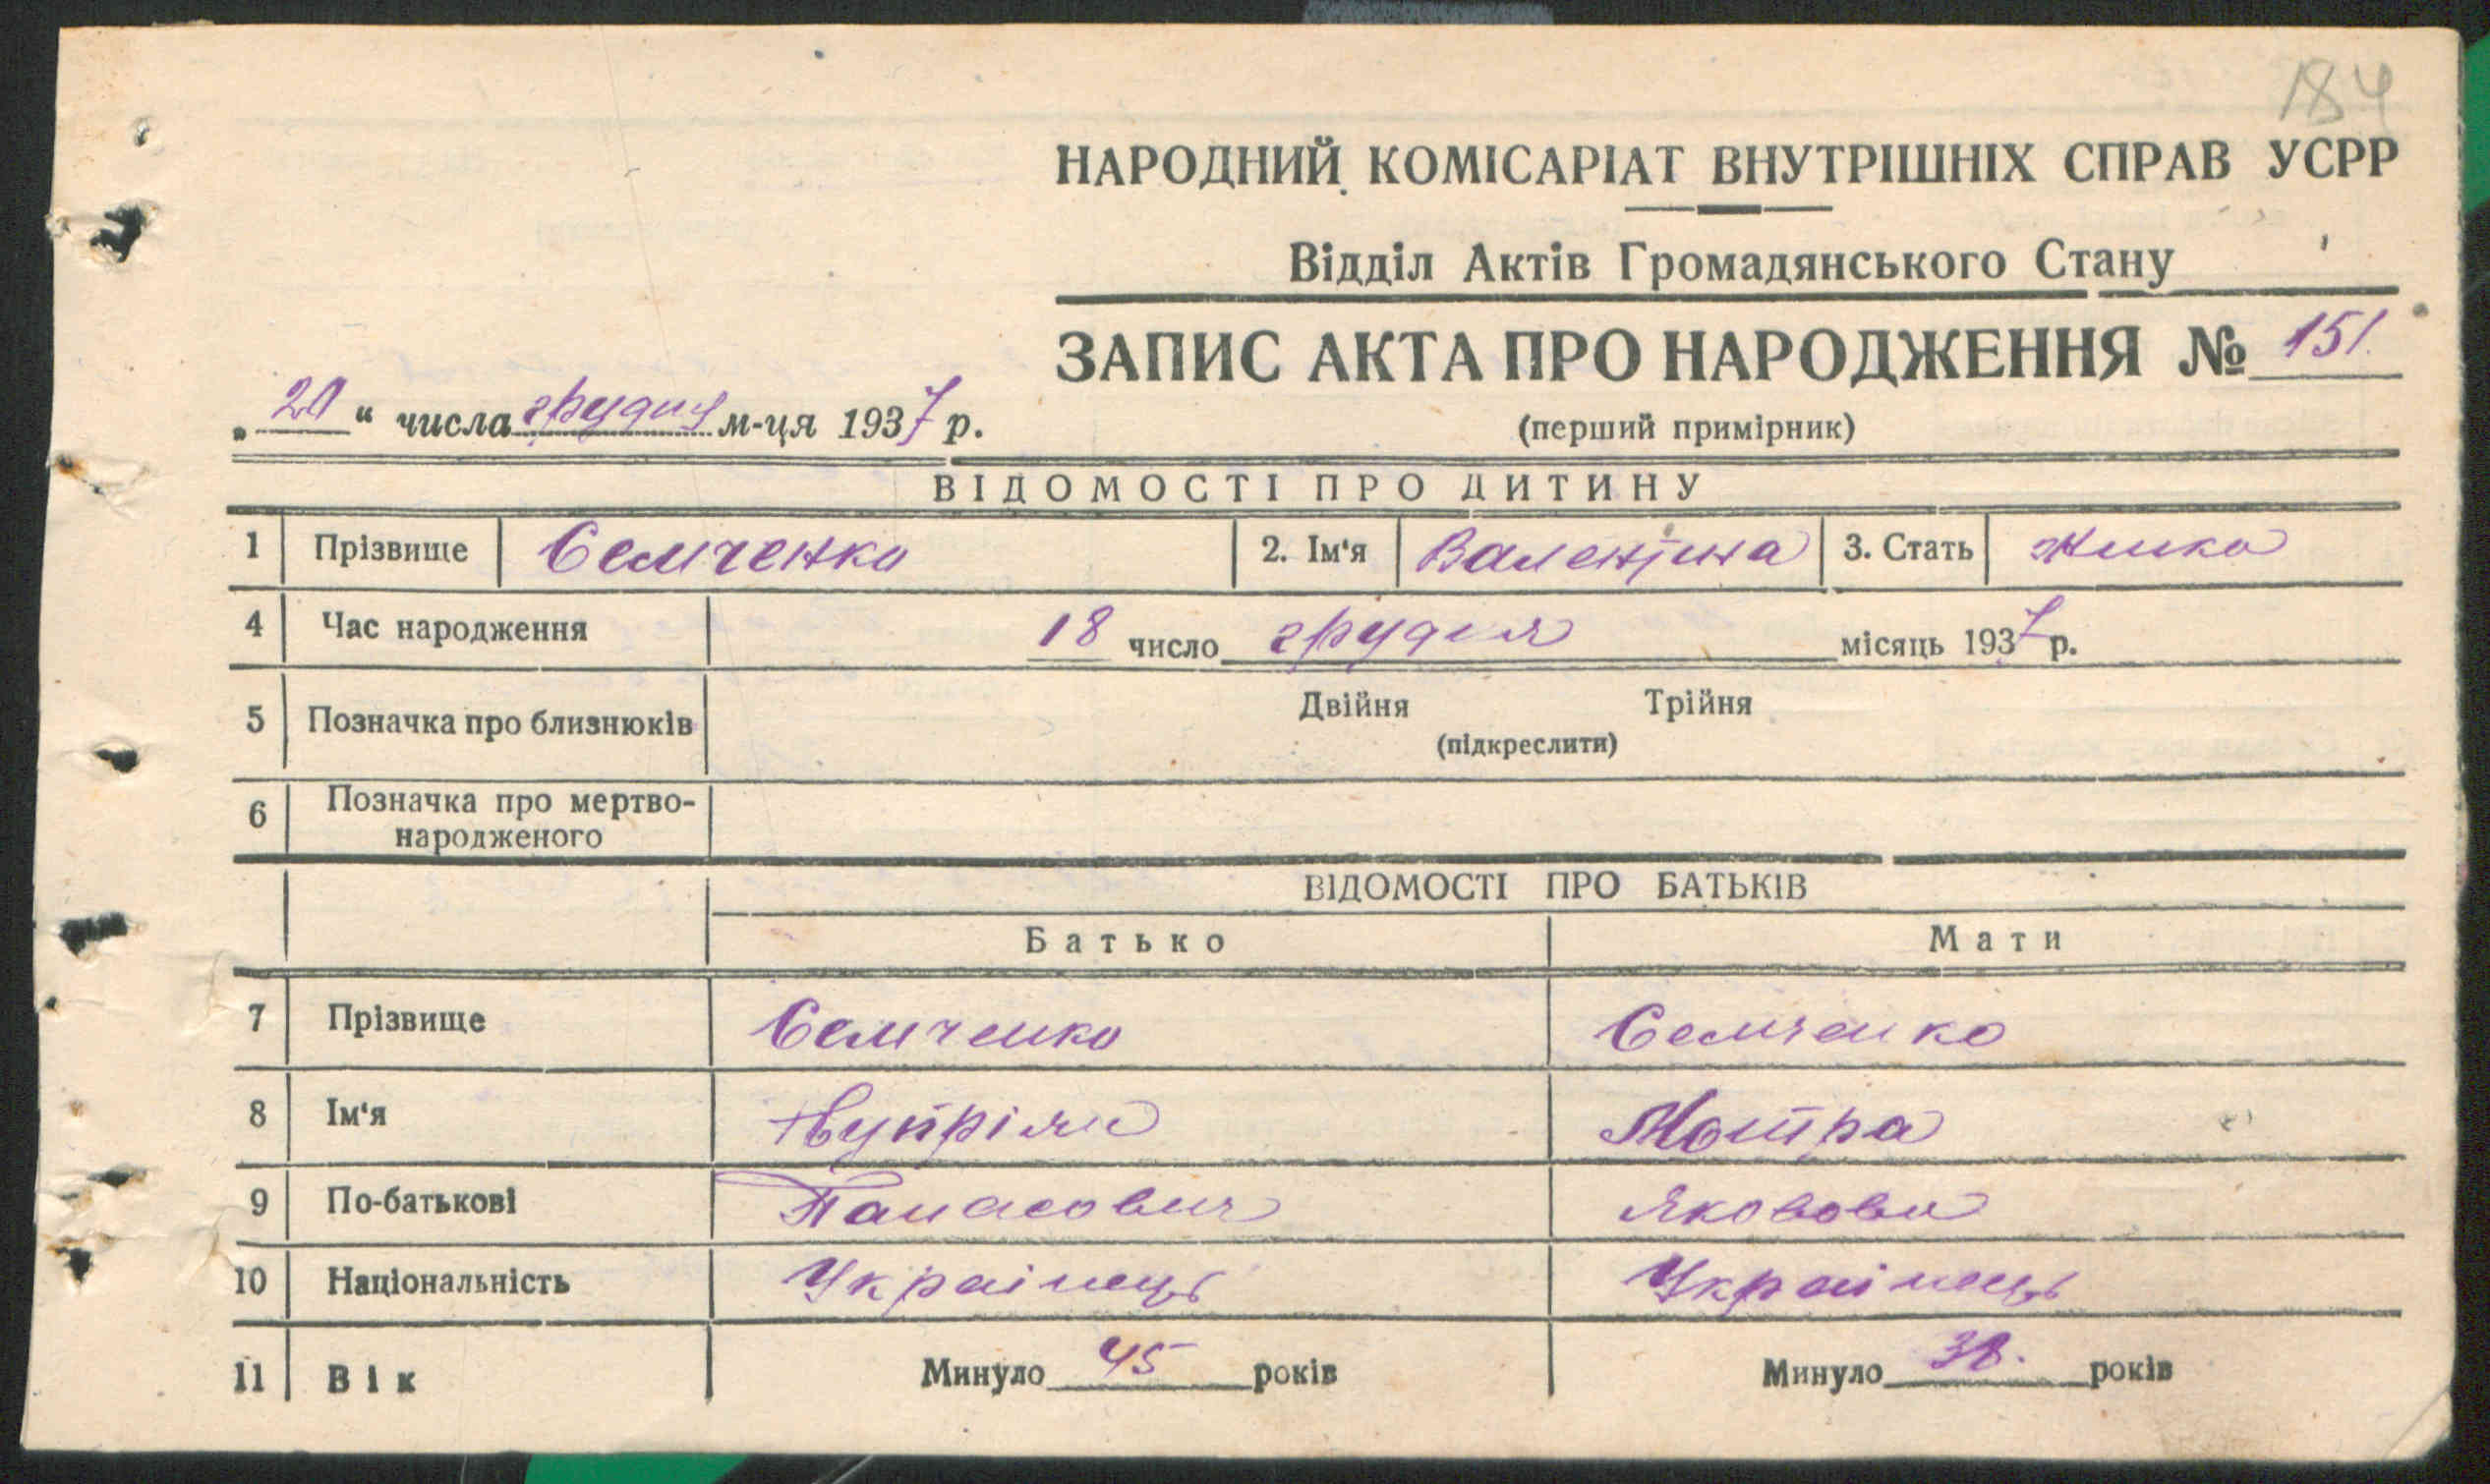 184
НАРОДНИЙ КОМІСАРІАТ ВНУТРІШНІХ СПРАВ УСРР
Відділ Актів Громадянського Стану
ЗАПИС АКТА ПРО НАРОДЖЕННЯ № 151.
„20“ числа грудня м-ця 1937 р.
(перший примірник)
ВІДОМОСТІ ПРО ДИТИНУ
1 Прізвище Семченко 2. Ім'я Валентина 3. Стать жінка
4 Час народження 18 число грудня місяць 1937 р.
5 Позначка про близнюків Двійня Трійня
(підкреслити)
6 Позначка про мертво-
народженого
ВІДОМОСТІ ПРО БАТЬКІВ
Батько Мати
7 Прізвище Семченко Семченко
8 Ім'я Мотра
9 По-батькові Панасович Яковова
10 Національність Українець Українець
11 Вік Минуло 45 років Минуло 38. років